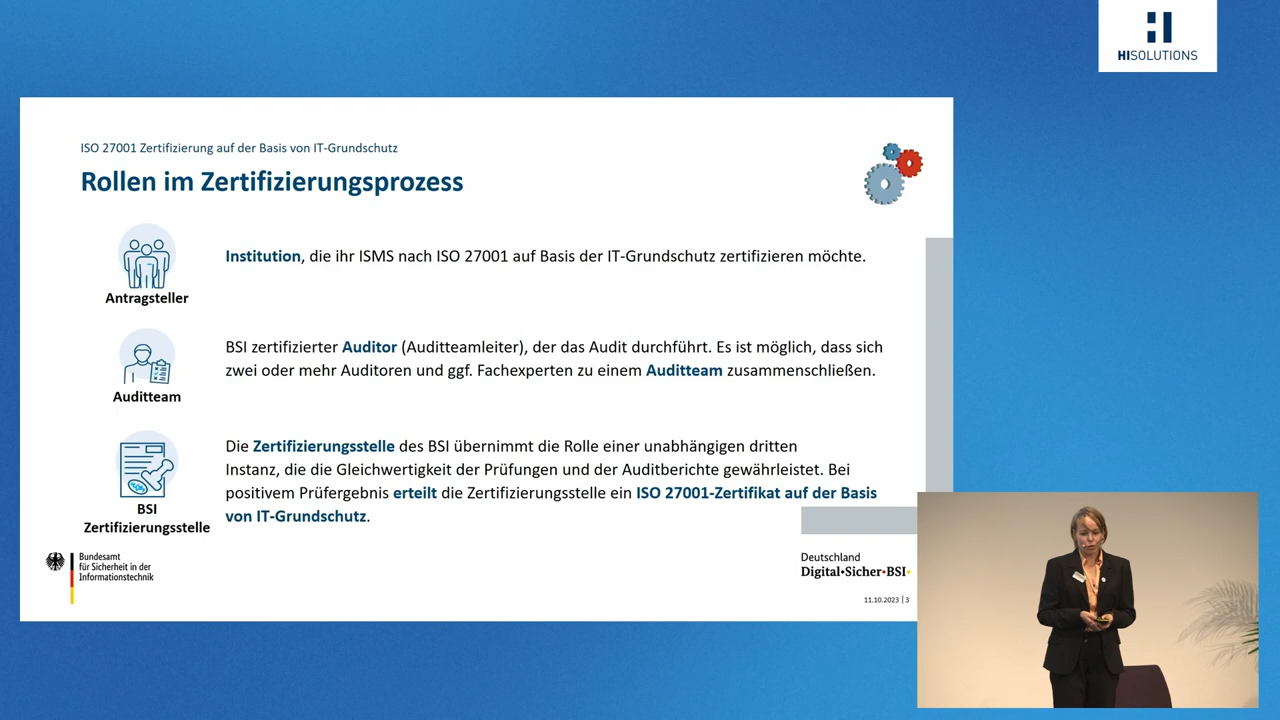 HISOLUTIONS
ISO 27001 Zertifizierung auf der Basis von IT-Grundschutz
Rollen im Zertifizierungsprozess
Institution, die ihr ISMS nach ISO 27001 auf Basis der IT-Grundschutz zertifizieren möchte.
Antragsteller
BSI zertifizierter Auditor (Auditteamleiter), der das Audit durchführt. Es ist möglich, dass sich
zwei oder mehr Auditoren und ggf. Fachexperten zu einem Auditteam zusammenschließen.
Auditteam
Die Zertifizierungsstelle des BSI übernimmt die Rolle einer unabhängigen dritten
Instanz, die die Gleichwertigkeit der Prüfungen und der Auditberichte gewährleistet. Bei
positivem Prüfergebnis erteilt die Zertifizierungsstelle ein ISO 27001-Zertifikat auf der Basis
von IT-Grundschutz.
BSI
Zertifizierungsstelle
Bundesamt
für Sicherheit in der
Informationstechnik
Deutschland
Digital•Sicher•BSI•
11.10.2023 | 3